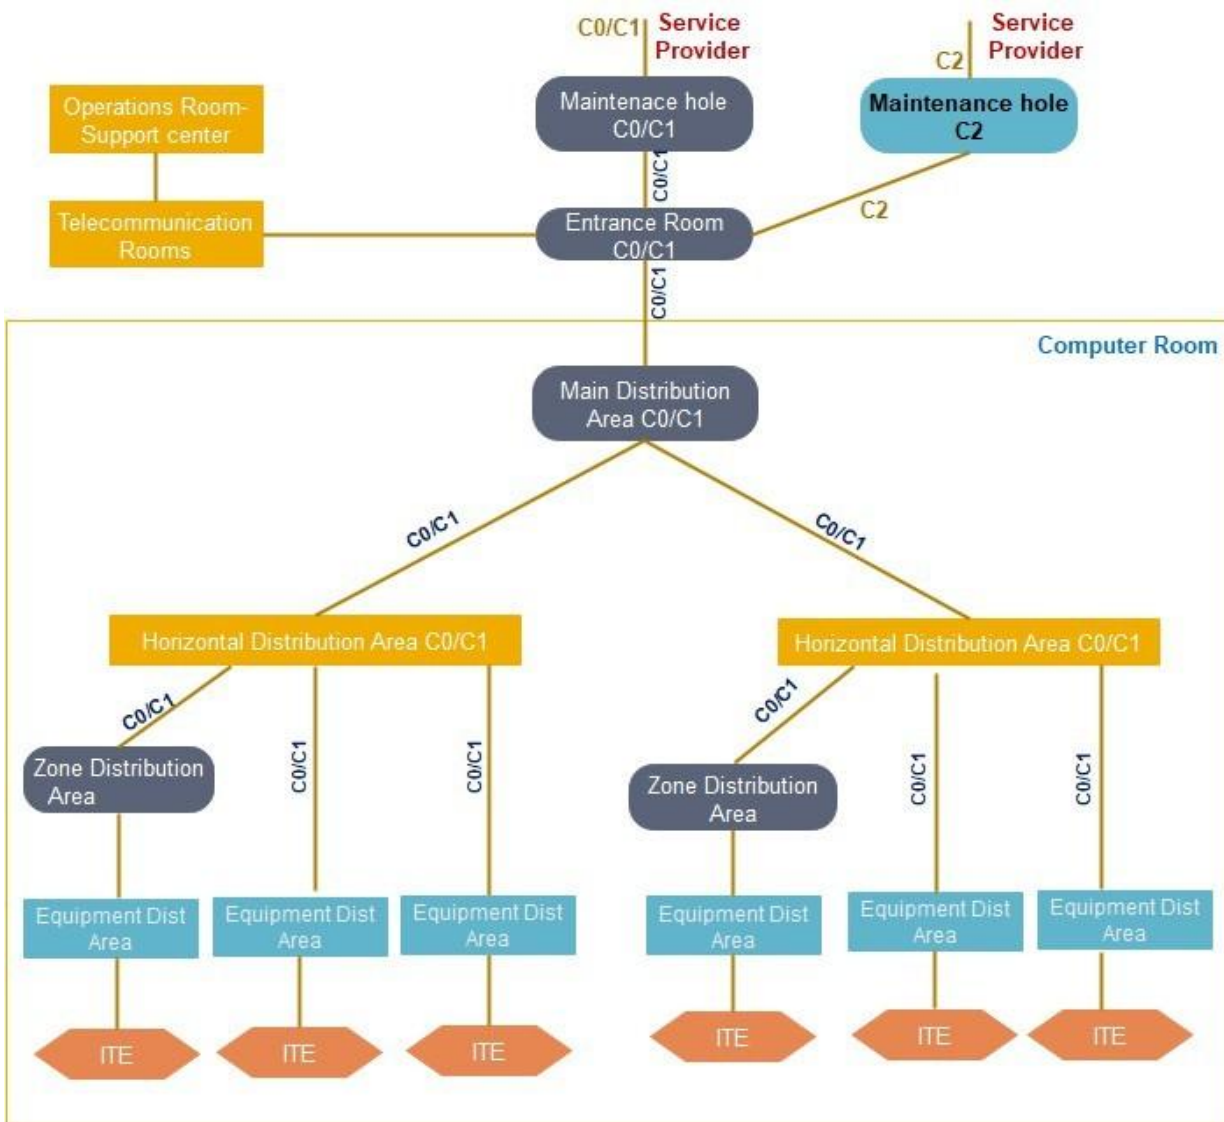 C0/C1
Service
Provider
C2
Service
Provider
Operations Room-
Support center
Maintenace hole
C0/C1
Maintenance hole
C2
C0/C1
C2
Telecommunication
Rooms
Entrance Room
C0/C1
C0/C1
Computer Room
Main Distribution
Area C0/C1
C0/C1
C0/C1
Horizontal Distribution Area C0/C1
Horizontal Distribution Area C0/C1
C0/C1
C0/C1
C0/C1
C0/C1
C0/C1
C0/C1
Zone Distribution
Area
Zone Distribution
Area
Equipment Dist
Area
Equipment Dist
Area
Equipment Dist
Area
Equipment Dist
Area
Equipment Dist
Area
Equipment Dist
Area
ITE
ITE
ITE
ITE
ITE
ITE